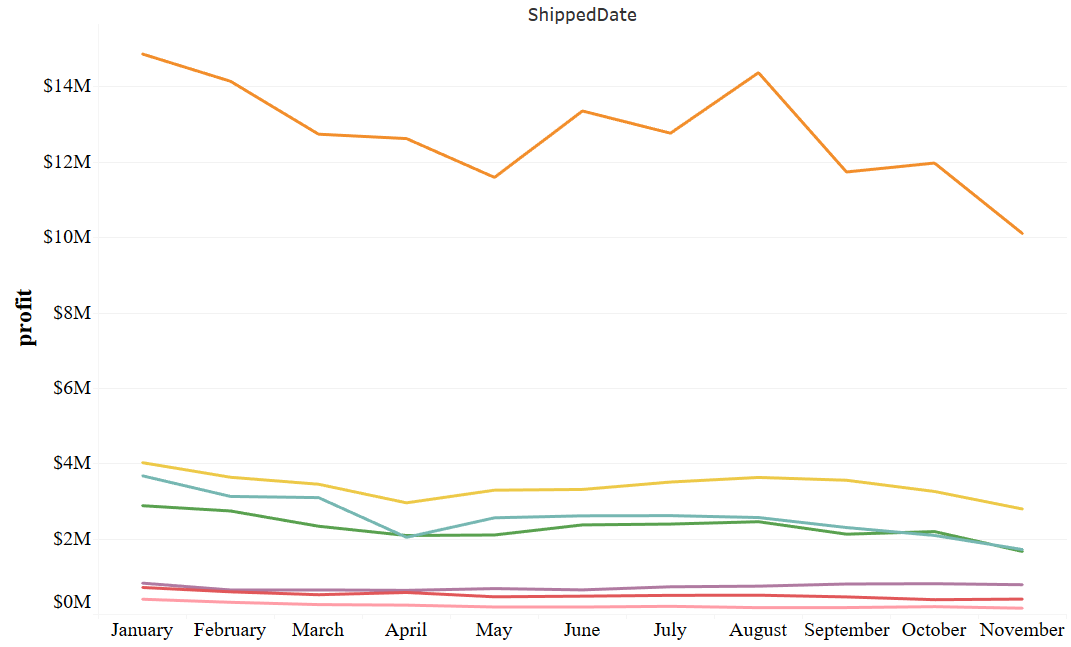 ShippedDate
$14M
$12M
$10M
$8M
$6M
$4M
$2M
$0M
profit
January February March April May June July August September October November